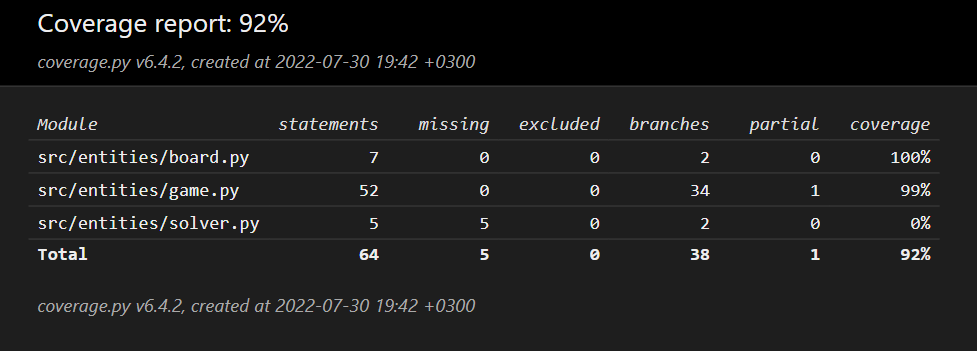 Coverage report: 92%
coverage.py v6.4.2, created at 2022-07-30 19:42 +0300
Module statements missing excluded branches partial coverage
src/entities/board.py 7 0 0 2 0 100%
src/entities/game.py 52 0 0 34 1 99%
src/entities/solver.py 5 5 0 2 0 0%
Total 64 5 0 38 1 92%
coverage.py v6.4.2, created at 2022-07-30 19:42 +0300